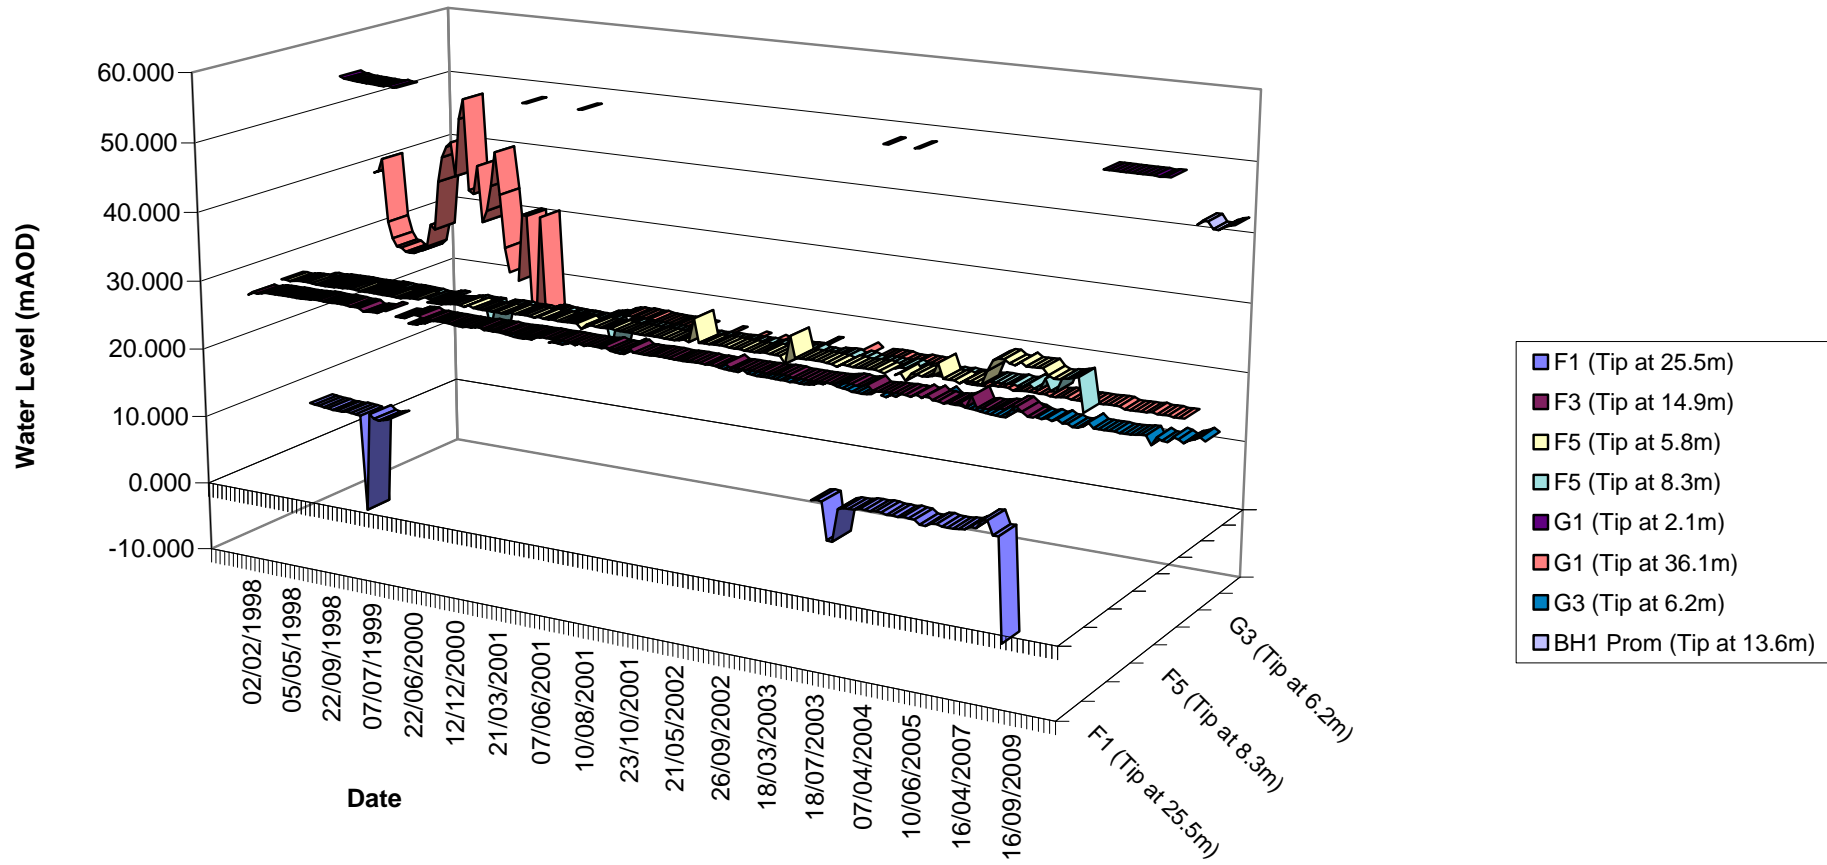 60.000
50.000
40.000
30.000
20.000
10.000
0.000
-10.000
Water Level (mAOD)
02/02/1998
05/05/1998
22/09/1998
07/07/1999
22/06/2000
12/12/2000
21/03/2001
07/06/2001
10/08/2001
23/10/2001
21/05/2002
26/09/2002
18/03/2003
18/07/2003
07/04/2004
10/06/2005
16/04/2007
16/09/2009
Date
F1 (Tip at 25.5m)
F5 (Tip at 8.3m)
G3 (Tip at 6.2m)
F1 (Tip at 25.5m)
F3 (Tip at 14.9m)
F5 (Tip at 5.8m)
F5 (Tip at 8.3m)
G1 (Tip at 2.1m)
G1 (Tip at 36.1m)
G3 (Tip at 6.2m)
BH1 Prom (Tip at 13.6m)